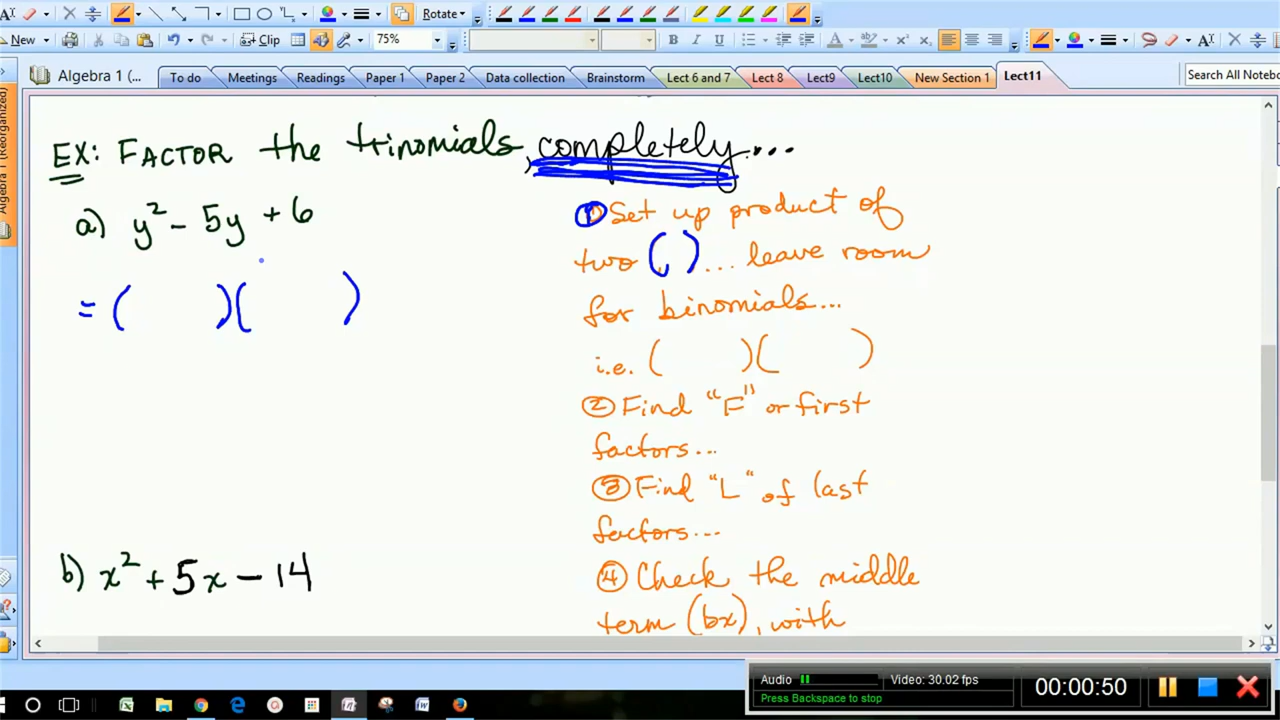 Rotate
New
Clip
75%
B I U
Algebra 1 (...
To do
Meetings
Readings
Paper 1
Paper 2
Data collection
Brainstorm
Lect 6 and 7
Lect 8
Lect9
Lect10
New Section 1
Lect11
Search All Notebo
Algebra I (Reorganized
EX: FACTOR the trinomials, completely...
a) y² - 5y + 6
= (      )(      )
① Set up product of
two ( , ) ... leave room
for binomials...
i.e. (      )(      )
② Find "F" or first
factors...
③ Find "L" of last
factors...
④ Check the middle
term (bx), with
b) x² + 5x - 14
Audio
Video: 30.02 fps
Press Backspace to stop
00:00:50